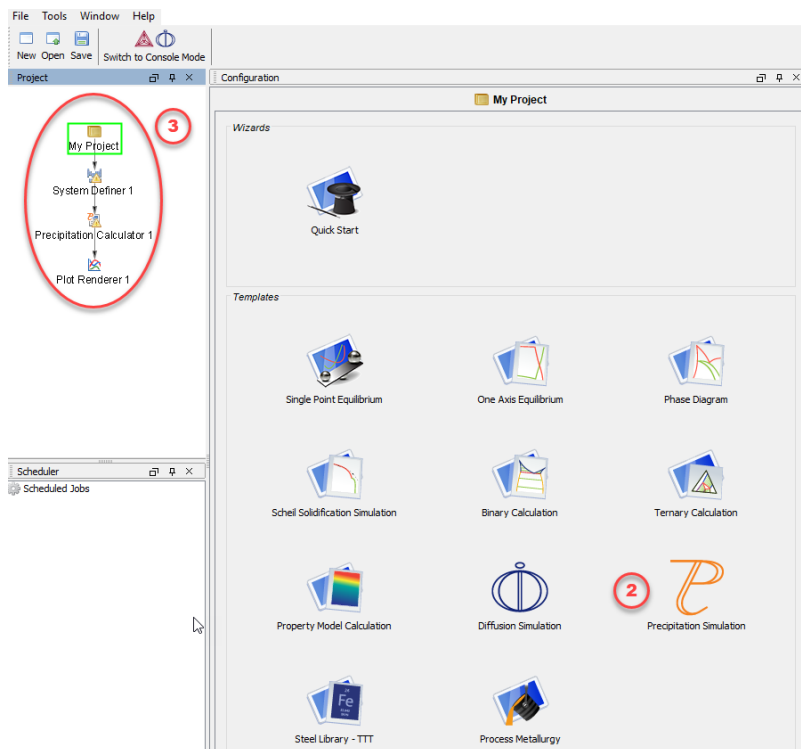 File Tools Window Help
New Open Save Switch to Console Mode
Project
Configuration
My Project
3
My Project
System Definer 1
Precipitation Calculator 1
Plot Renderer 1
Wizards
Quick Start
Templates
Single Point Equilibrium
One Axis Equilibrium
Phase Diagram
Scheil Solidification Simulation
Binary Calculation
Ternary Calculation
Property Model Calculation
Diffusion Simulation
2
Precipitation Simulation
Fe
Steel Library - TTT
Process Metallurgy
Scheduler
Scheduled Jobs